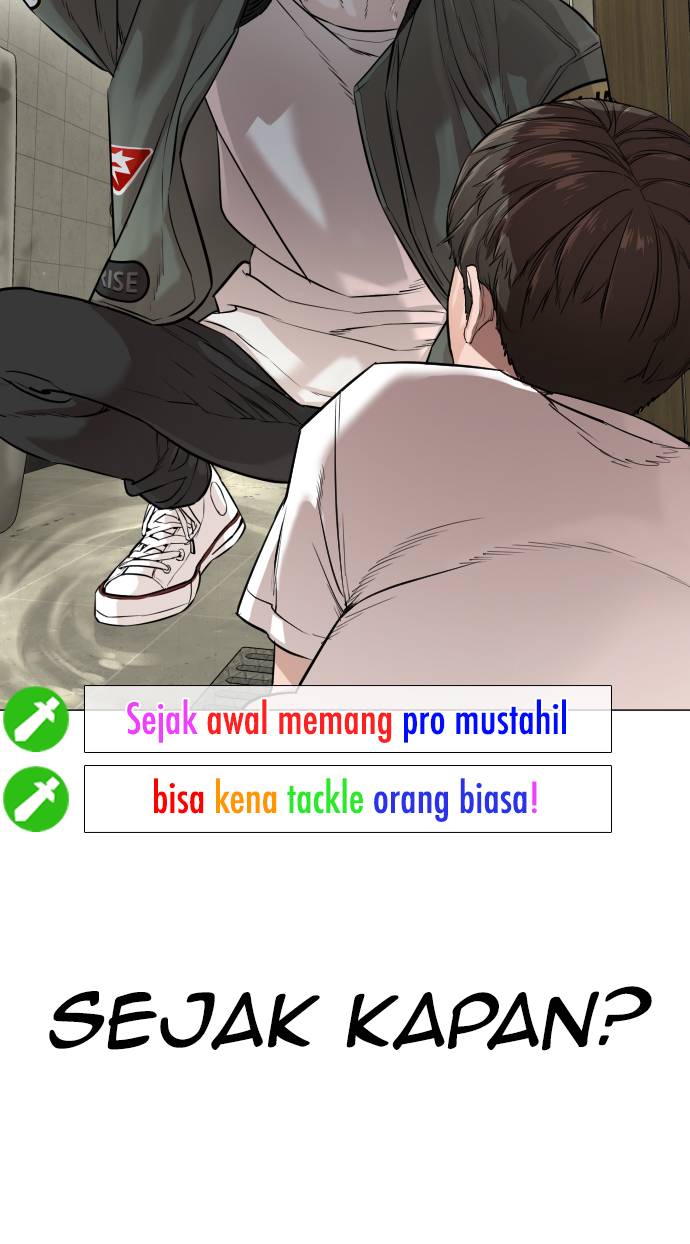 RISE
Sejak awal memang pro mustahil
bisa kena tackle orang biasa!
SEJAK KAPAN?